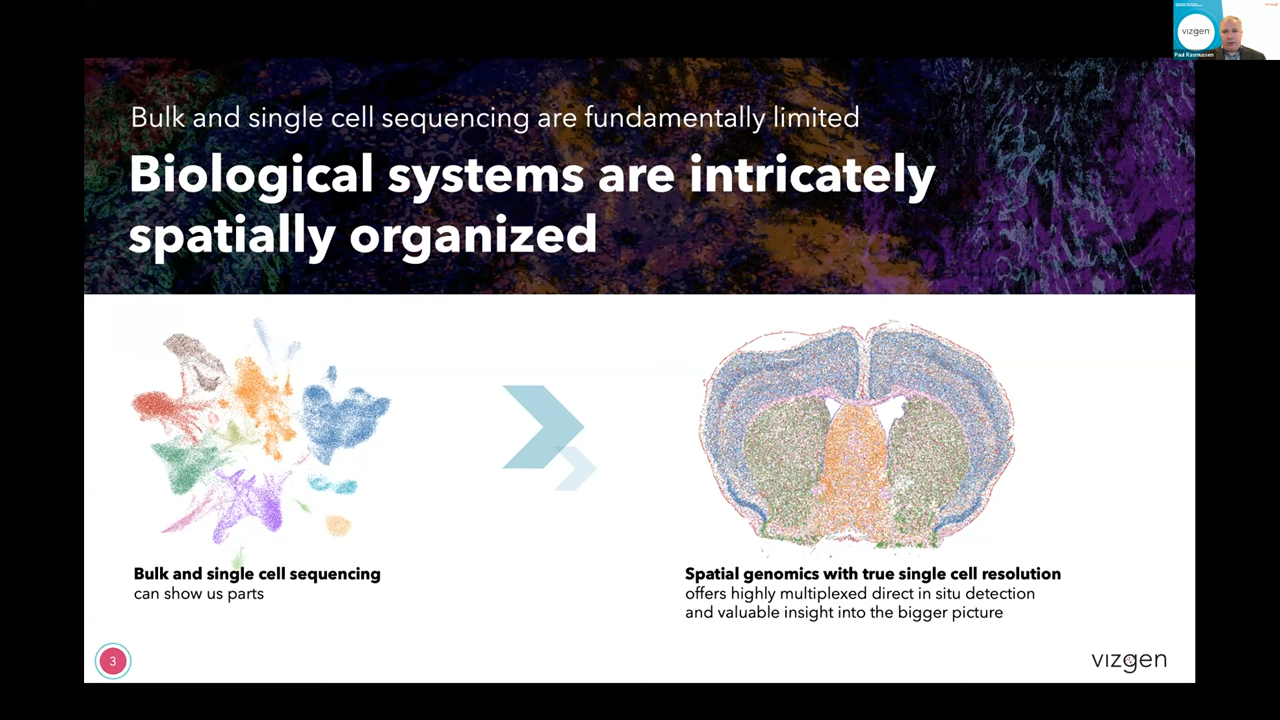 vizgen
Paul Rasmussen
Bulk and single cell sequencing are fundamentally limited
Biological systems are intricately
spatially organized
Bulk and single cell sequencing
can show us parts
Spatial genomics with true single cell resolution
offers highly multiplexed direct in situ detection
and valuable insight into the bigger picture
3
vizgen